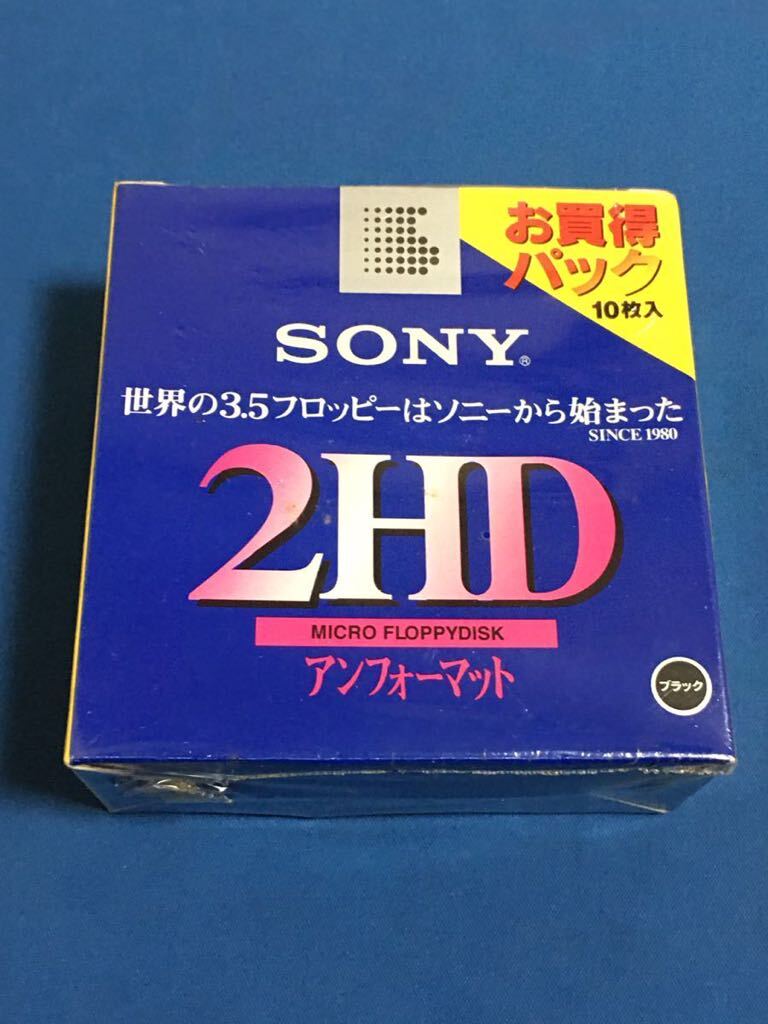 お買得
パック
10枚入
SONY®
世界の3.5フロッピーはソニーから始まった
SINCE 1980
2HD
MICRO FLOPPYDISK
アンフォーマット
ブラック